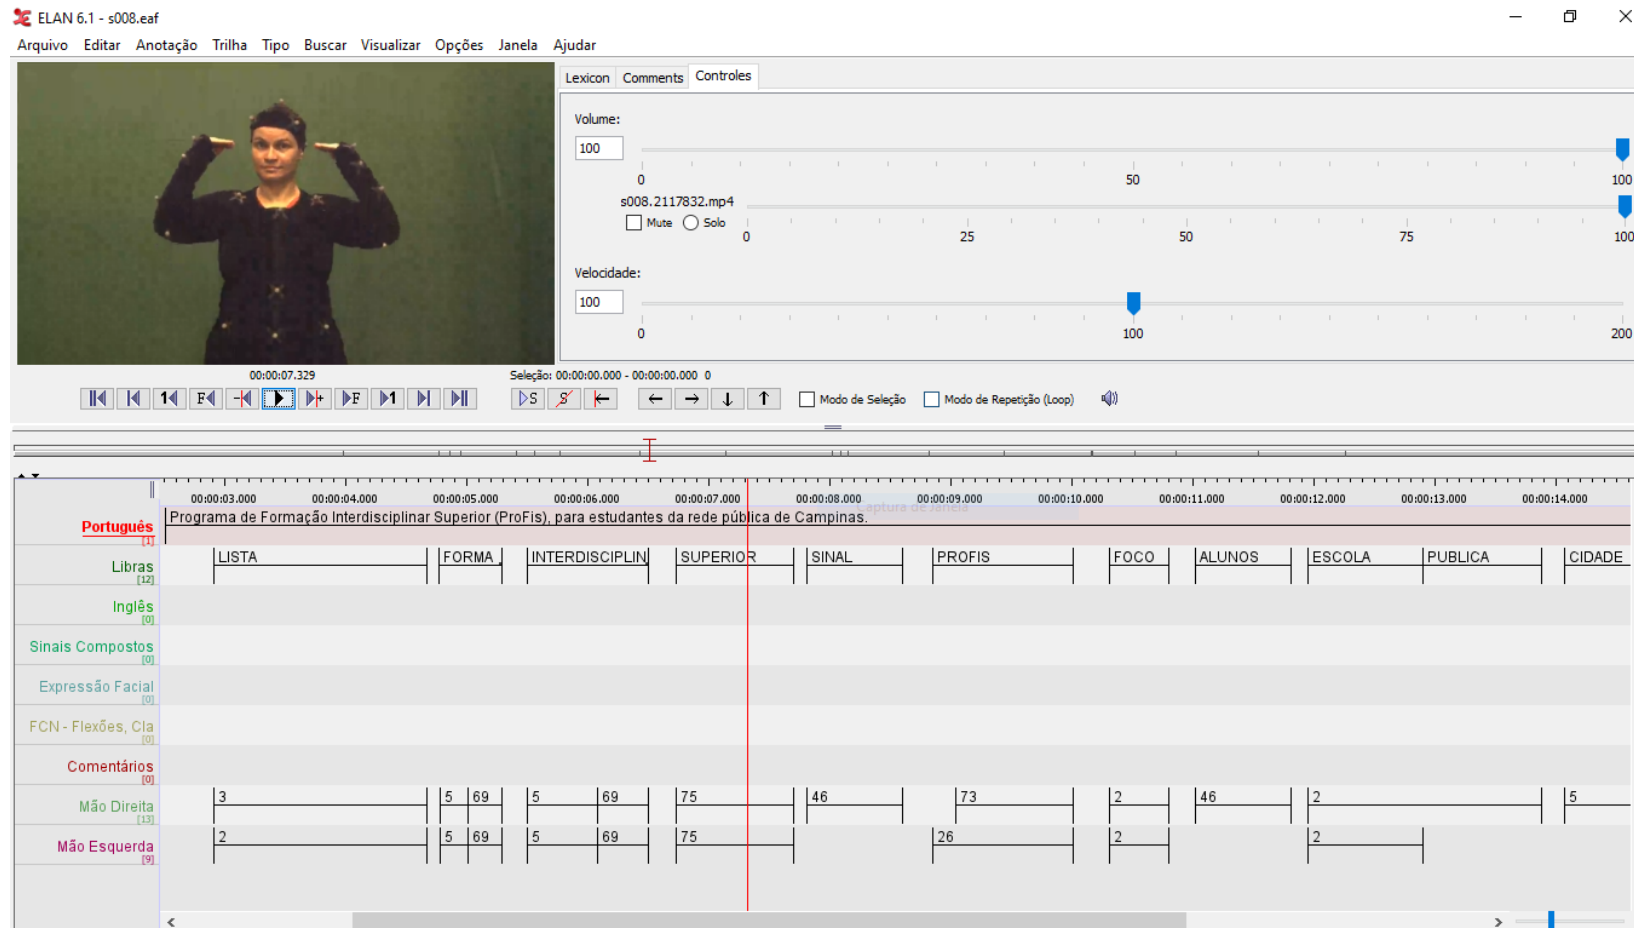 ELAN 6.1 - s008.eaf
Arquivo Editar Anotação Trilha Tipo Buscar Visualizar Opções Janela Ajudar
Lexicon Comments Controles
Volume:
100
0 50 100
s008.2117832.mp4
Mute Solo
0 25 50 75 100
Velocidade:
100
0 100 200
00:00:07.329
Seleção: 00:00:00.000 - 00:00:00.000 0
1 F F 1 S S Modo de Seleção Modo de Repetição (Loop)
00:00:03.000 00:00:04.000 00:00:05.000 00:00:06.000 00:00:07.000 00:00:08.000 00:00:09.000 00:00:10.000 00:00:11.000 00:00:12.000 00:00:13.000 00:00:14.000
Captura de Janela
Português [1] Programa de Formação Interdisciplinar Superior (ProFis), para estudantes da rede pública de Campinas.
Libras [12] LISTA FORMA INTERDISCIPLIN SUPERIOR SINAL PROFIS FOCO ALUNOS ESCOLA PUBLICA CIDADE
Inglês [0]
Sinais Compostos [0]
Expressão Facial [0]
FCN - Flexões, Cla [0]
Comentários [0]
Mão Direita [13] 3 5 69 5 69 75 46 73 2 46 2 5
Mão Esquerda [9] 2 5 69 5 69 75 26 2 2